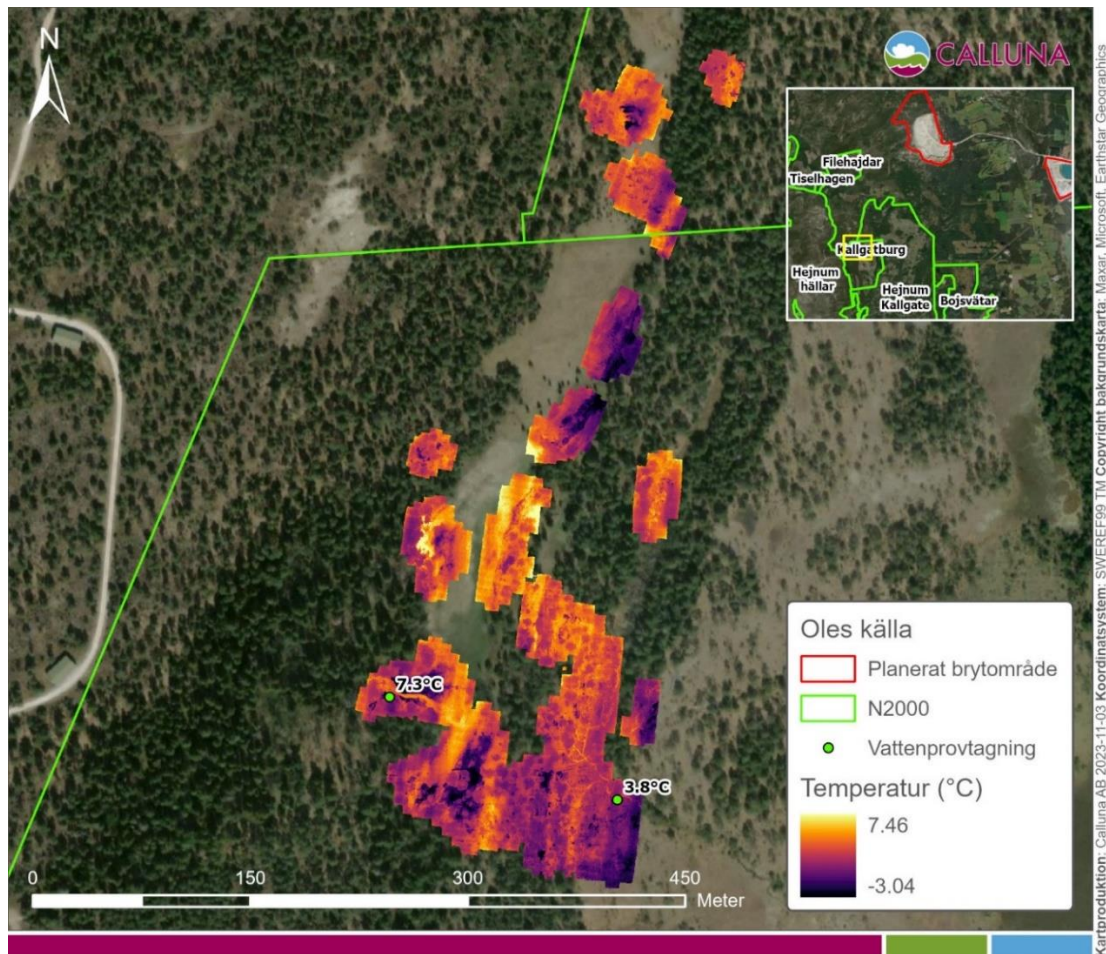 N
CALLUNA
Filehajdar
Tiselhagen
Kallgatburg
Hejnum
hällar
Hejnum
Kallgate
Bojsvätar
7.3°C
3.8°C
Oles källa
Planerat brytområde
N2000
Vattenprovtagning
Temperatur (°C)
7.46
-3.04
0 150 300 450
Meter
Kartproduktion: Calluna AB 2023-11-03 Koordinatsystem: SWEREF99 TM Copyright bakgrundskarta: Maxar, Microsoft, Earthstar Geographics